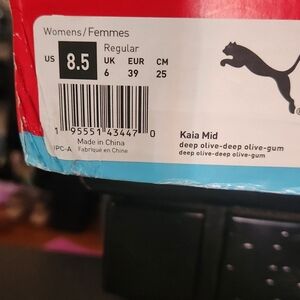 Womens/Femmes
Regular
US 8.5 UK EUR CM
6 39 25
1 95551 43447 0
Made in China
IPC-A Fabriqué en Chine
Kaia Mid
deep olive-deep olive-gum
deep olive-deep olive-gum